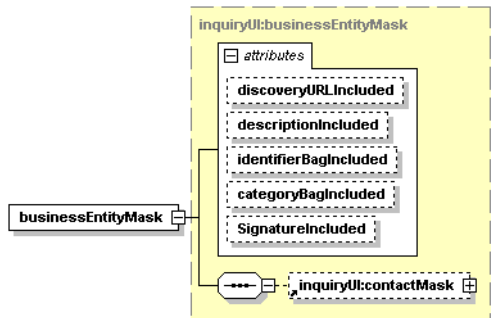 inquiryUI:businessEntityMask
attributes
discoveryURLIncluded
descriptionIncluded
identifierBagIncluded
categoryBagIncluded
SignatureIncluded
businessEntityMask
inquiryUI:contactMask